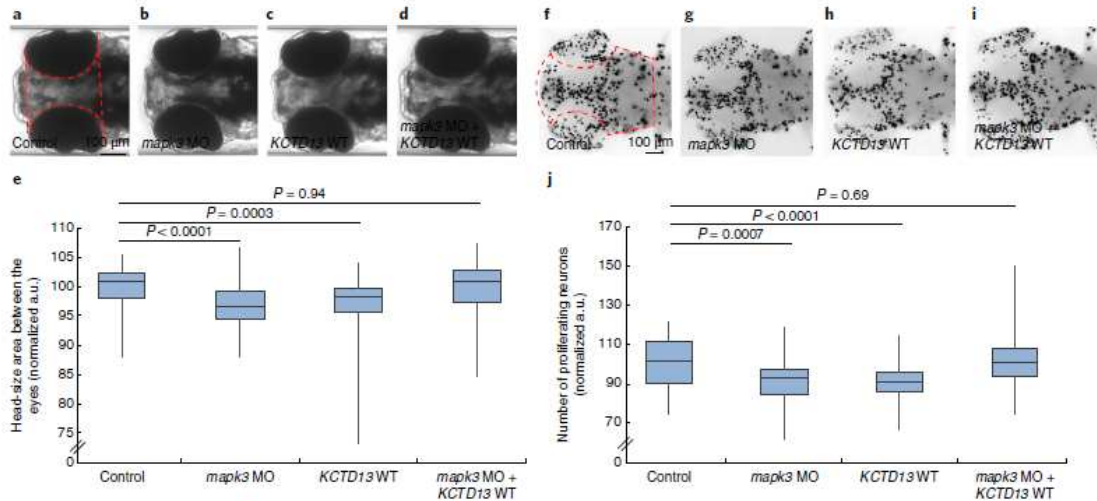 a b c d f g h i
Control 100 µm mapk3 MO KCTD13 WT mapk3 MO +
KCTD13 WT
Control 100 µm mapk3 MO KCTD13 WT mapk3 MO +
KCTD13 WT
e
P = 0.94
P = 0.0003
P < 0.0001
Head-size area between the
eyes (normalized a.u.)
110
105
100
95
90
85
80
75
0
Control mapk3 MO KCTD13 WT mapk3 MO +
KCTD13 WT
j
P = 0.69
P < 0.0001
P = 0.0007
Number of proliferating neurons
(normalized a.u.)
170
150
130
110
90
70
0
Control mapk3 MO KCTD13 WT mapk3 MO +
KCTD13 WT